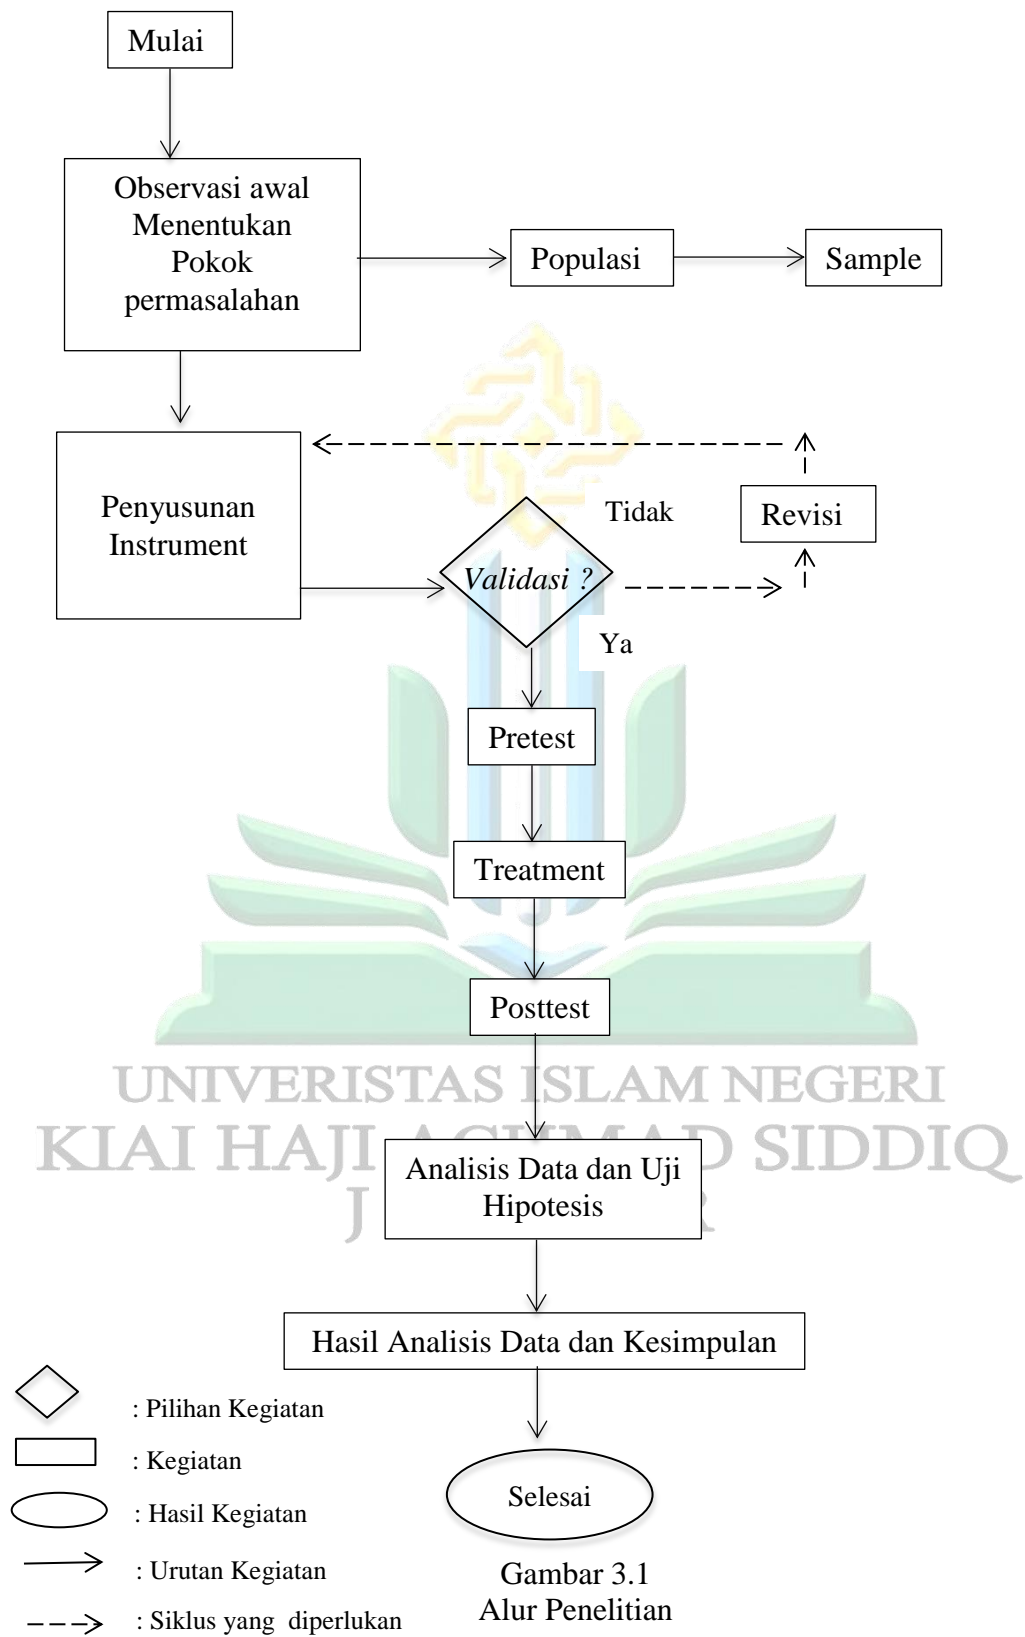 Mulai
Observasi awal
Menentukan
Pokok
permasalahan
Populasi
Sample
Penyusunan
Instrument
Validasi ?
Tidak
Revisi
Ya
Pretest
Treatment
Posttest
UNIVERISTAS ISLAM NEGERI
KIAI HAJI SIDDIQ
Analisis Data dan Uji
Hipotesis
Hasil Analisis Data dan Kesimpulan
Selesai
: Pilihan Kegiatan
: Kegiatan
: Hasil Kegiatan
: Urutan Kegiatan
: Siklus yang diperlukan
Gambar 3.1
Alur Penelitian